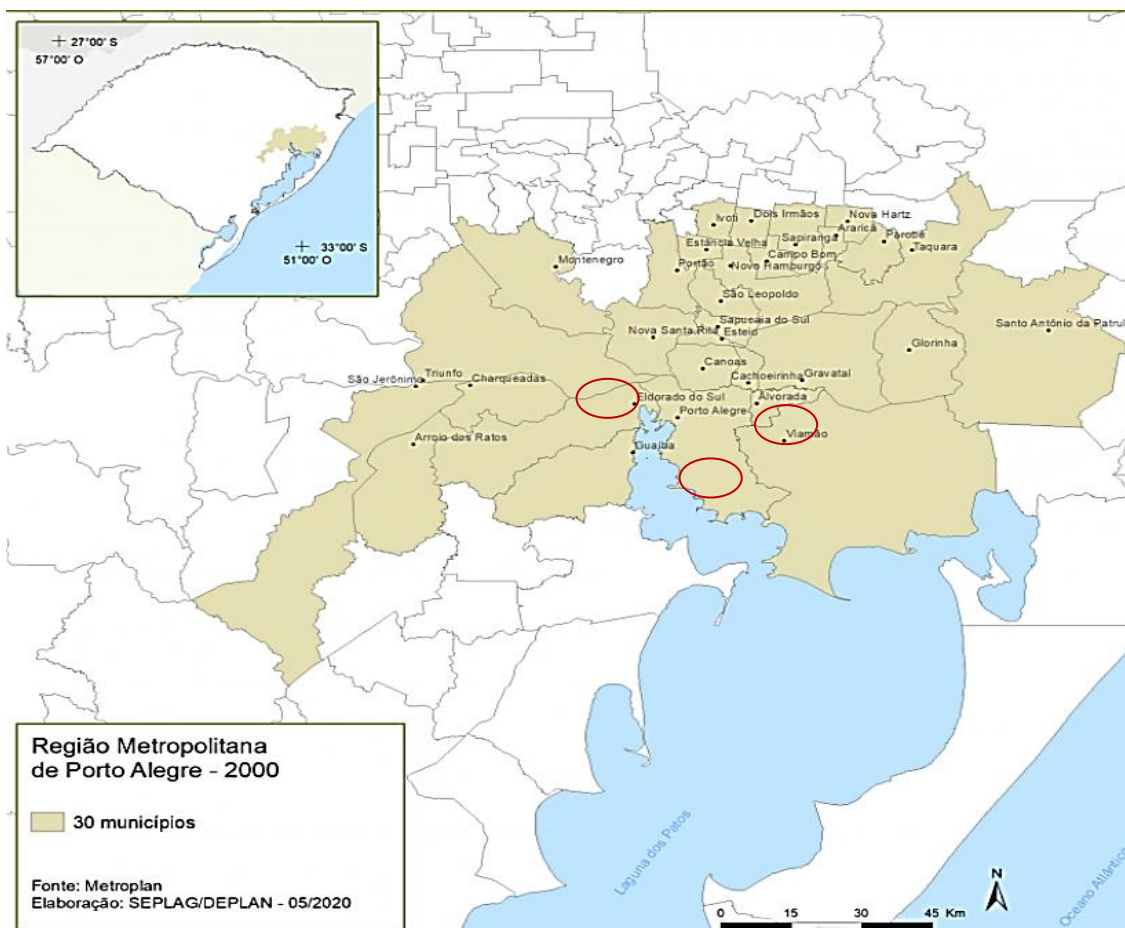 27°00' S
57°00' O
33°00' S
51°00' O
Ivoti
Dois Irmãos
Nova Hartz
Araricá
Estância Velha
Sapiranga
Parobé
Taquara
Campo Bom
Montenegro
Portão
Novo Hamburgo
São Leopoldo
Sapucaia do Sul
Nova Santa Rita
Esteio
Santo Antônio da Patrul
Glorinha
Canoas
Cachoeirinha
Gravataí
São Jerônimo
Triunfo
Charqueadas
Eldorado do Sul
Alvorada
Porto Alegre
Arroio dos Ratos
Guaíba
Viamão
Região Metropolitana
de Porto Alegre - 2000
30 municípios
Fonte: Metroplan
Elaboração: SEPLAG/DEPLAN - 05/2020
Laguna dos Patos
Oceano Atlântico
N
0 15 30 45 Km